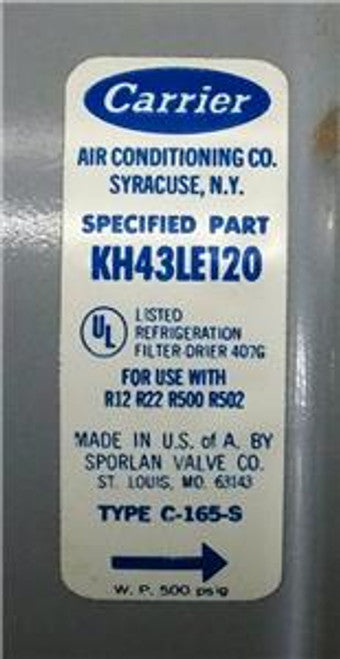 Carrier
AIR CONDITIONING CO.
SYRACUSE, N.Y.
SPECIFIED PART
KH43LE120
UL
LISTED
REFRIGERATION
FILTER-DRIER 407G
FOR USE WITH
R12 R22 R500 R502
MADE IN U.S. of A. BY
SPORLAN VALVE CO.
ST. LOUIS, MO. 63143
TYPE C-165-S
W. P. 500 psig